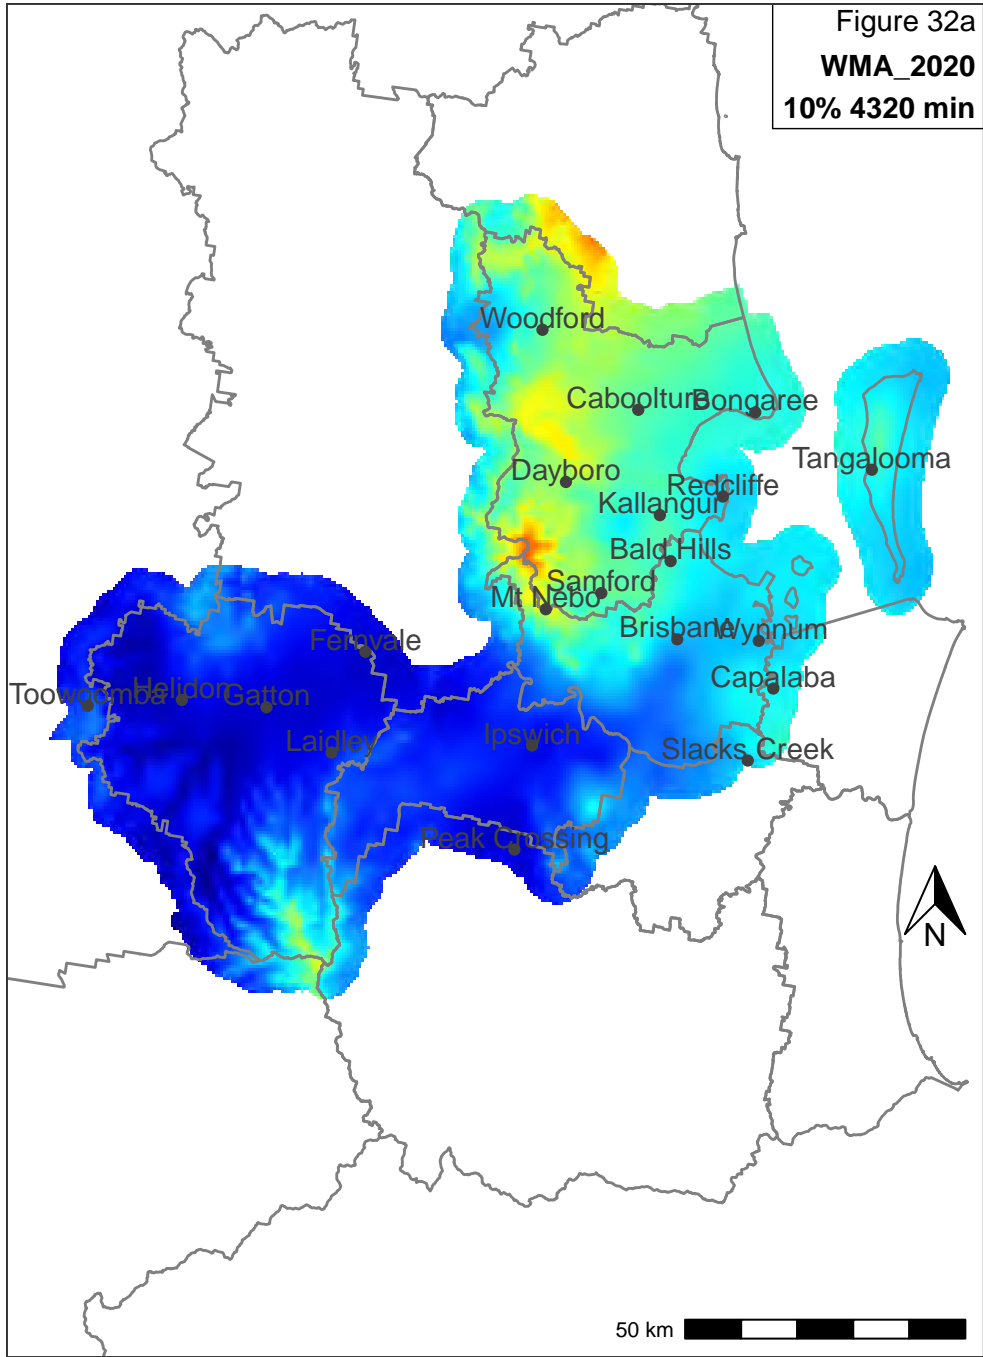 Figure 32a
WMA_2020
10% 4320 min
Woodford
Caboolture
Bongaree
Tangalooma
Dayboro
Redcliffe
Kallangur
Bald Hills
Samford
Mt Nebo
Brisbane
Wynnum
Fernvale
Capalaba
Toowoomba
Helidon
Gatton
Laidley
Ipswich
Slacks Creek
Peak Crossing
N
50 km